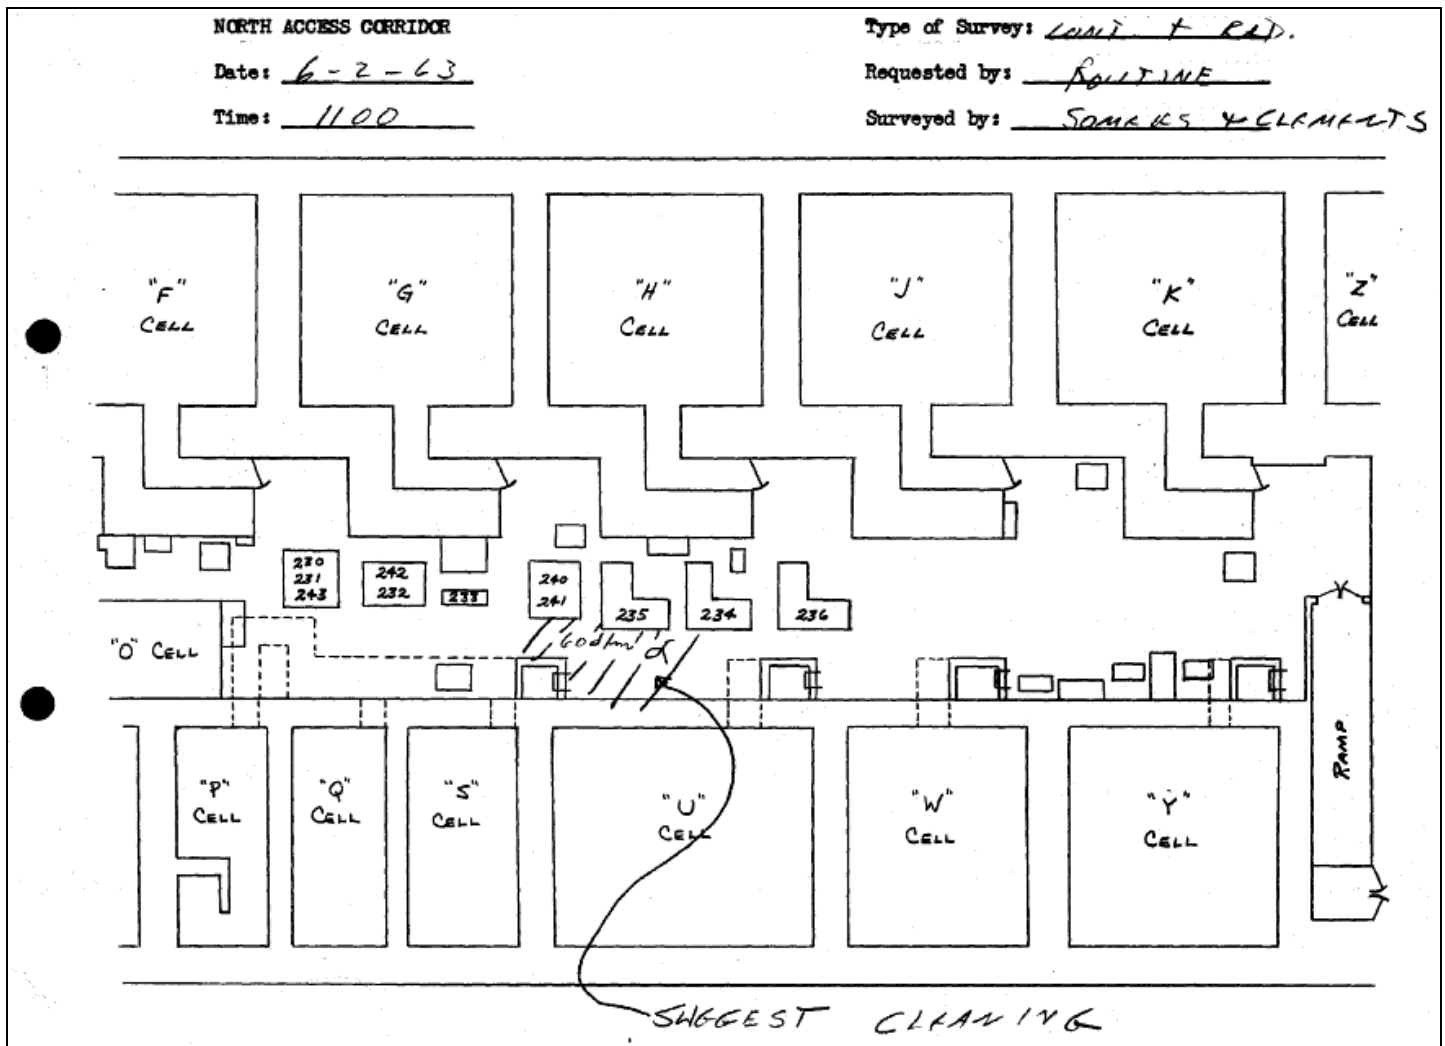 NORTH ACCESS CORRIDOR
Type of Survey: CONT. + RAD.
Date: 6-2-63
Requested by: ROUTINE
Time: 1100
Surveyed by: SOMERS + CLEMENTS
"F" CELL
"G" CELL
"H" CELL
"J" CELL
"K" CELL
"Z" CELL
230
231
243
242
232
233
240
241
235
234
236
"O" CELL
α
"P" CELL
"Q" CELL
"S" CELL
"U" CELL
"W" CELL
"Y" CELL
RAMP
SUGGEST CLEANING